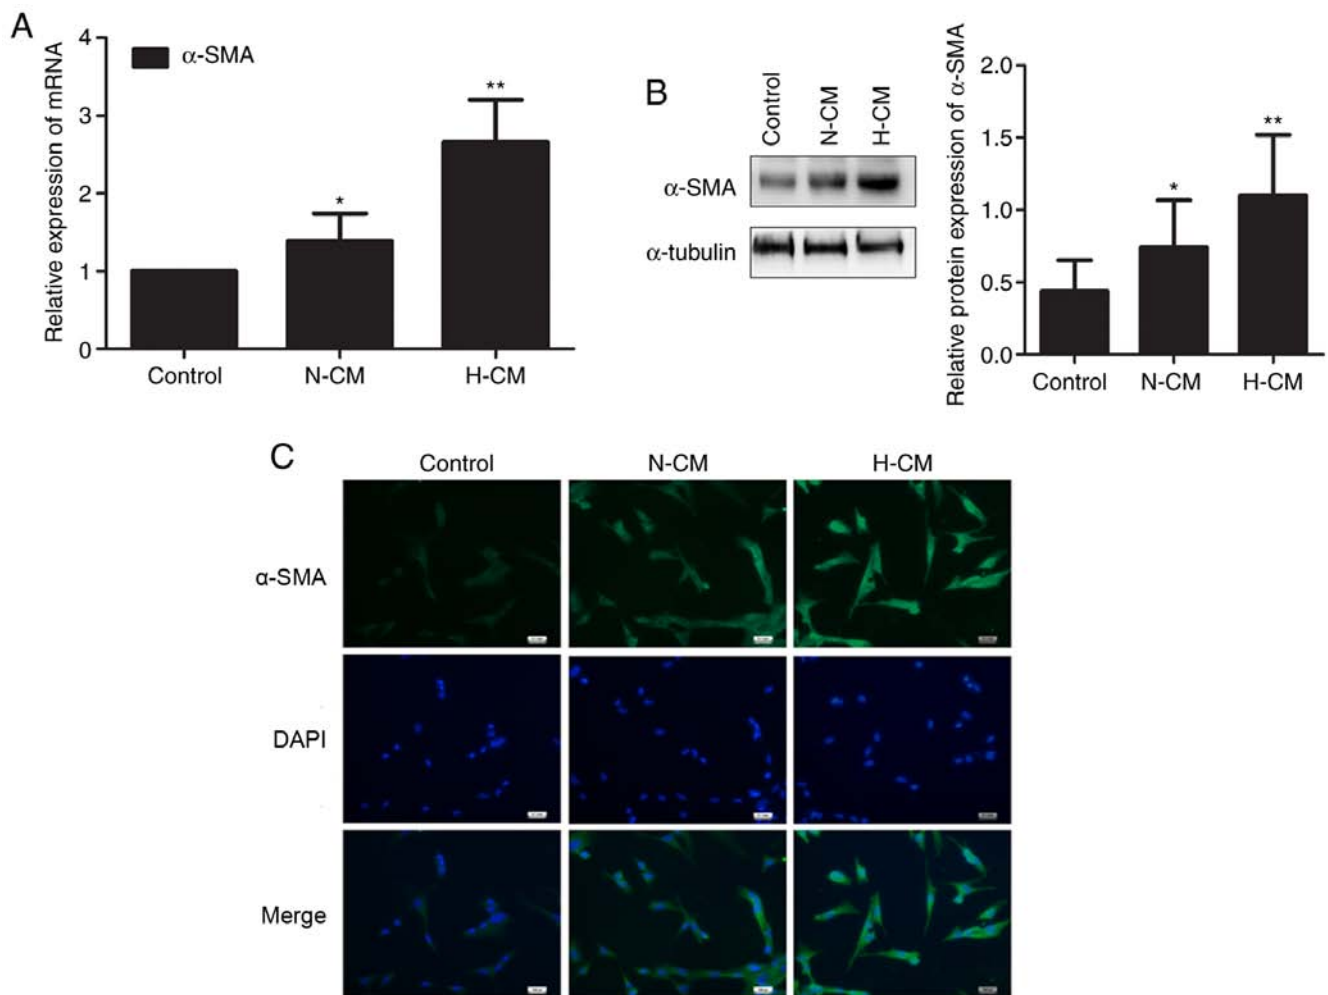 A
Relative expression of mRNA
4
3
2
1
0
α-SMA
*
**
Control
N-CM
H-CM
B
Control
N-CM
H-CM
α-SMA
α-tubulin
Relative protein expression of α-SMA
2.0
1.5
1.0
0.5
0.0
*
**
Control
N-CM
H-CM
C
Control
N-CM
H-CM
α-SMA
DAPI
Merge